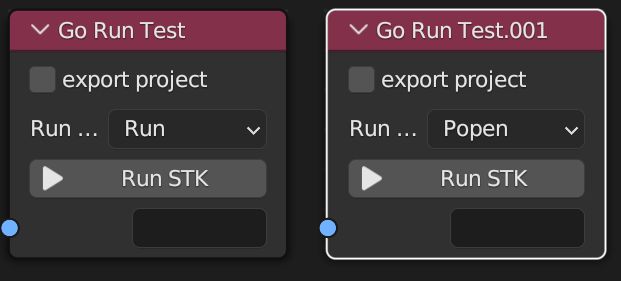 Go Run Test
export project
Run ... Run
Run STK
Go Run Test.001
export project
Run ... Popen
Run STK